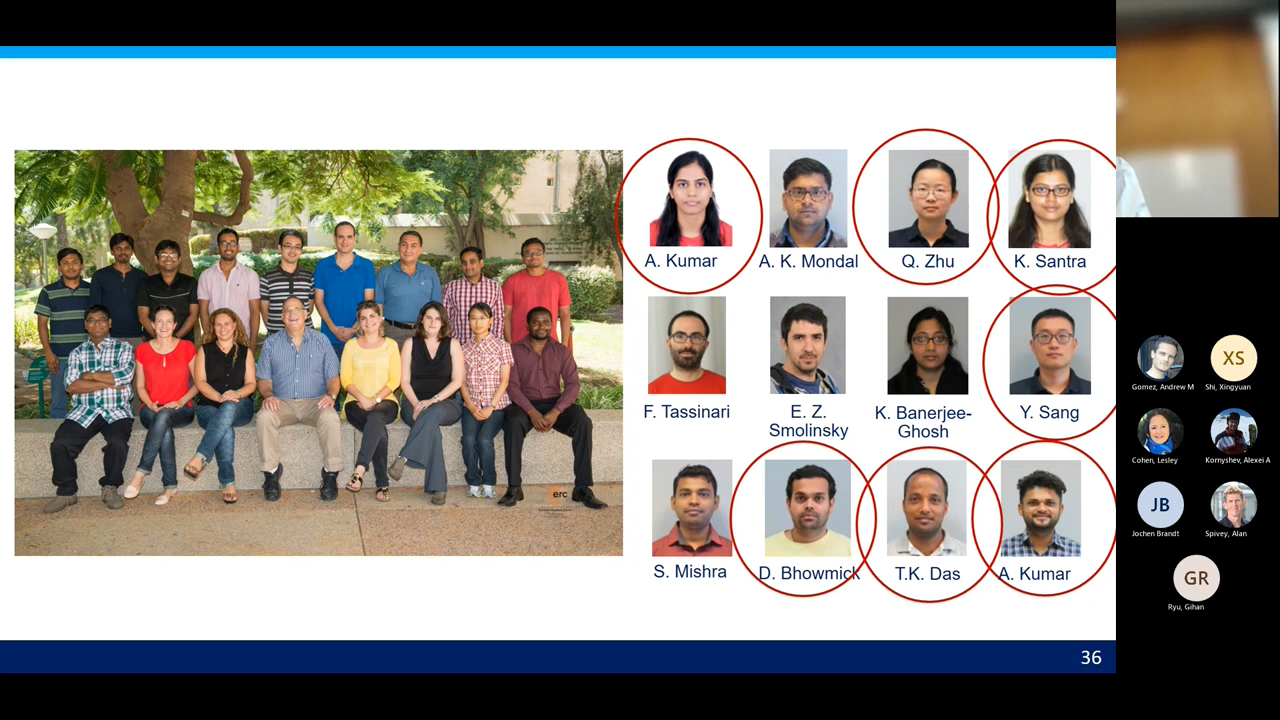 A. Kumar
A. K. Mondal
Q. Zhu
K. Santra
F. Tassinari
E. Z.
Smolinsky
K. Banerjee-
Ghosh
Y. Sang
S. Mishra
D. Bhowmick
T.K. Das
A. Kumar
erc
36
XS
Gomez, Andrew M
Shi, Xingyuan
Cohen, Lesley
Kornyshev, Alexei A
JB
Jochen Brandt
Spivey, Alan
GR
Ryu, Gihan